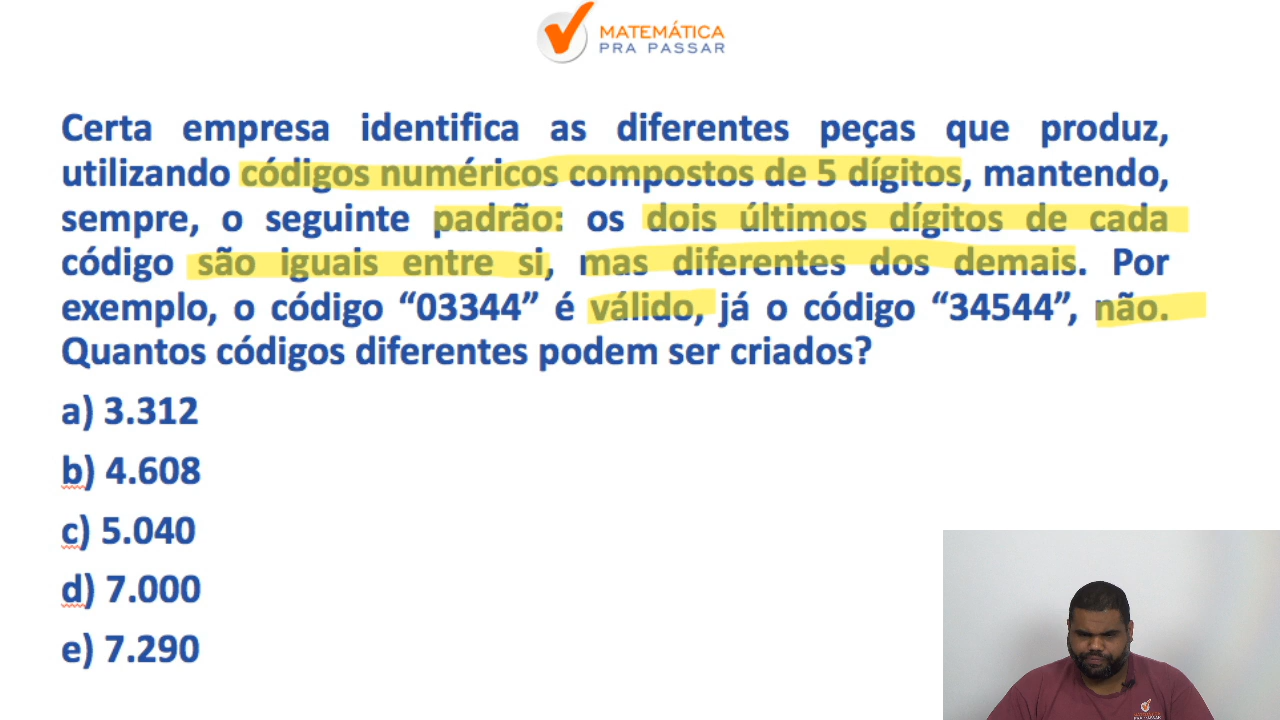 MATEMÁTICA
PRA PASSAR
Certa empresa identifica as diferentes peças que produz,
utilizando códigos numéricos compostos de 5 dígitos, mantendo,
sempre, o seguinte padrão: os dois últimos dígitos de cada
código são iguais entre si, mas diferentes dos demais. Por
exemplo, o código “03344” é válido, já o código “34544”, não.
Quantos códigos diferentes podem ser criados?
a) 3.312
b) 4.608
c) 5.040
d) 7.000
e) 7.290